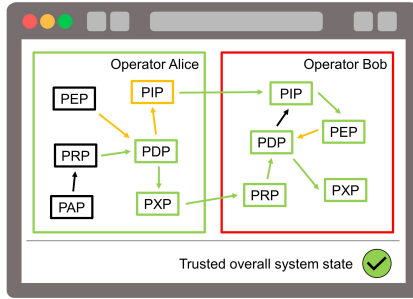 Operator Alice
Operator Bob
PEP
PIP
PIP
PRP
PDP
PDP
PEP
PAP
PXP
PRP
PXP
Trusted overall system state